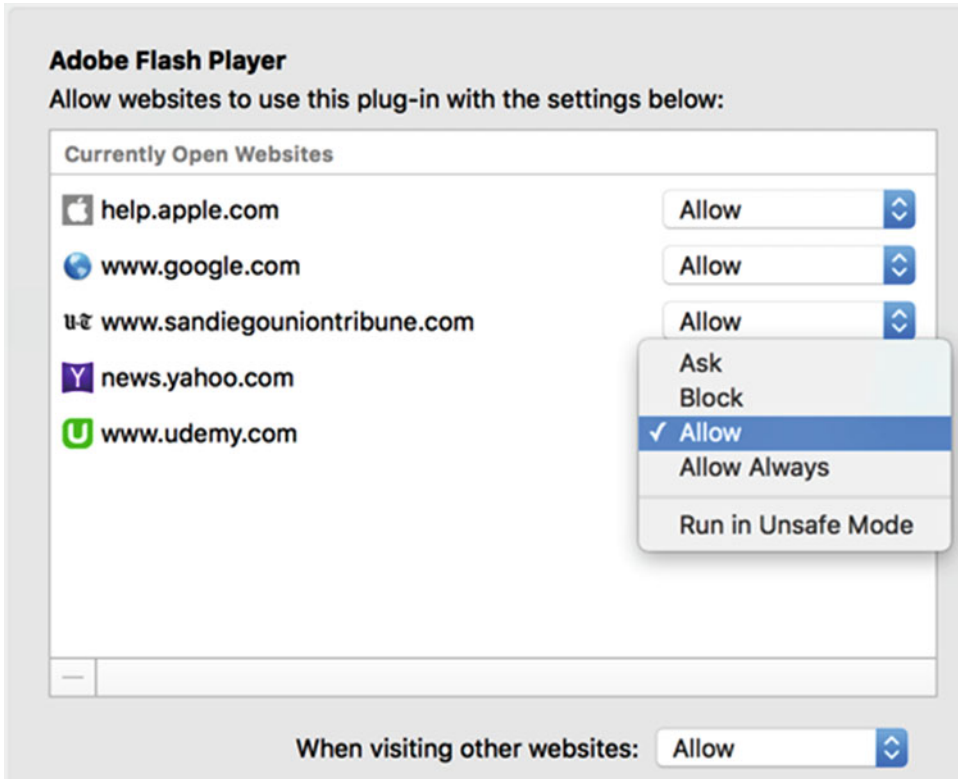 Adobe Flash Player
Allow websites to use this plug-in with the settings below:
Currently Open Websites
help.apple.com Allow
www.google.com Allow
U-T www.sandiegouniontribune.com Allow
Ask
Y news.yahoo.com
Block
U www.udemy.com ✓ Allow
Allow Always
Run in Unsafe Mode
When visiting other websites: Allow